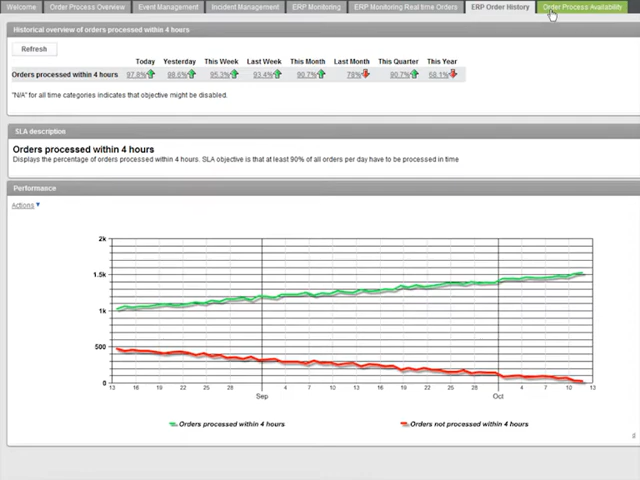 Welcome Order Process Overview Event Management Incident Management ERP Monitoring ERP Monitoring Real time Orders ERP Order History Order Process Availability
Historical overview of orders processed within 4 hours
Refresh
Today Yesterday This Week Last Week This Month Last Month This Quarter This Year
Orders processed within 4 hours 97.8% 98.6% 95.3% 93.4% 90.7% 78% 90.7% 58.1%
"N/A" for all time categories indicates that objective might be disabled.
SLA description
Orders processed within 4 hours
Displays the percentage of orders processed within 4 hours. SLA objective is that at least 90% of all orders per day have to be processed in time
Performance
Actions
2k
1.5k
1k
500
0
13 16 19 22 25 28 Sep 4 7 10 13 16 19 22 25 28 Oct 4 7 10 13
Orders processed within 4 hours Orders not processed within 4 hours